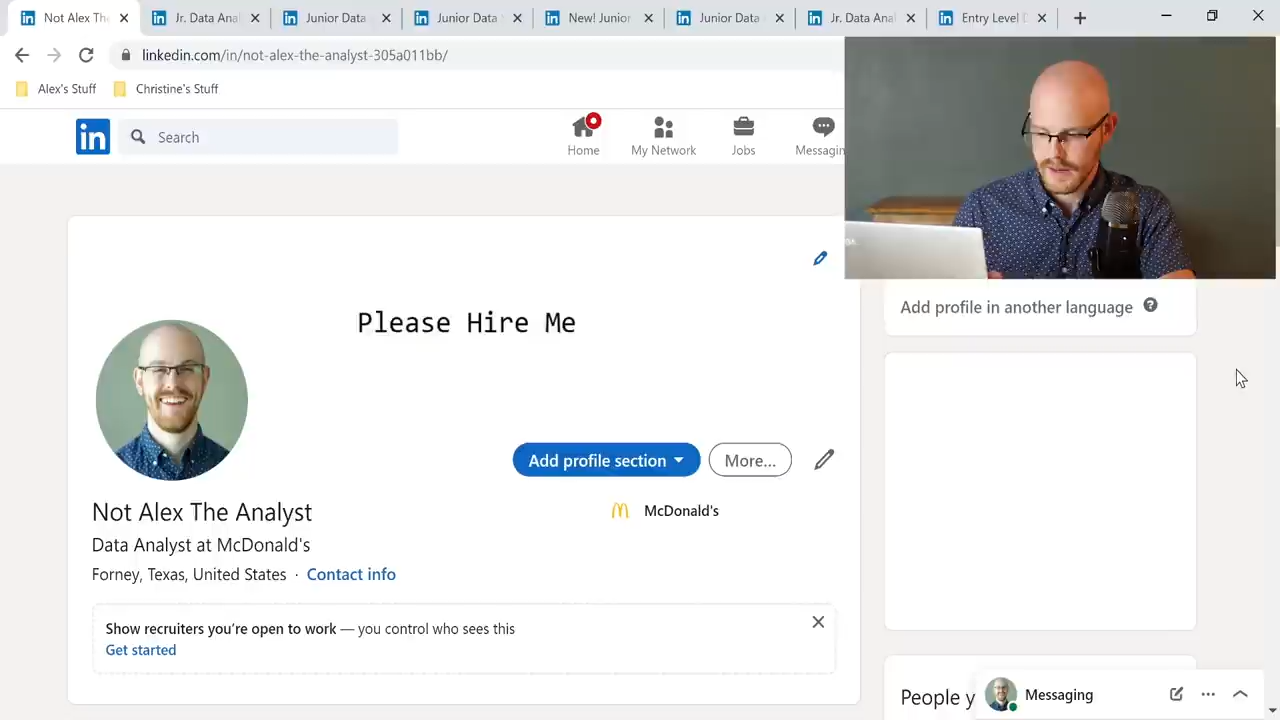 Not Alex The
Jr. Data Anal
Junior Data
Junior Data
New! Junior
Junior Data
Jr. Data Anal
Entry Level
linkedin.com/in/not-alex-the-analyst-305a011bb/
Alex's Stuff
Christine's Stuff
in
Search
Home
My Network
Jobs
Messagin
Add profile in another language
Please Hire Me
Add profile section
More...
Not Alex The Analyst
McDonald's
Data Analyst at McDonald's
Forney, Texas, United States · Contact info
Show recruiters you're open to work — you control who sees this
Get started
People y
Messaging